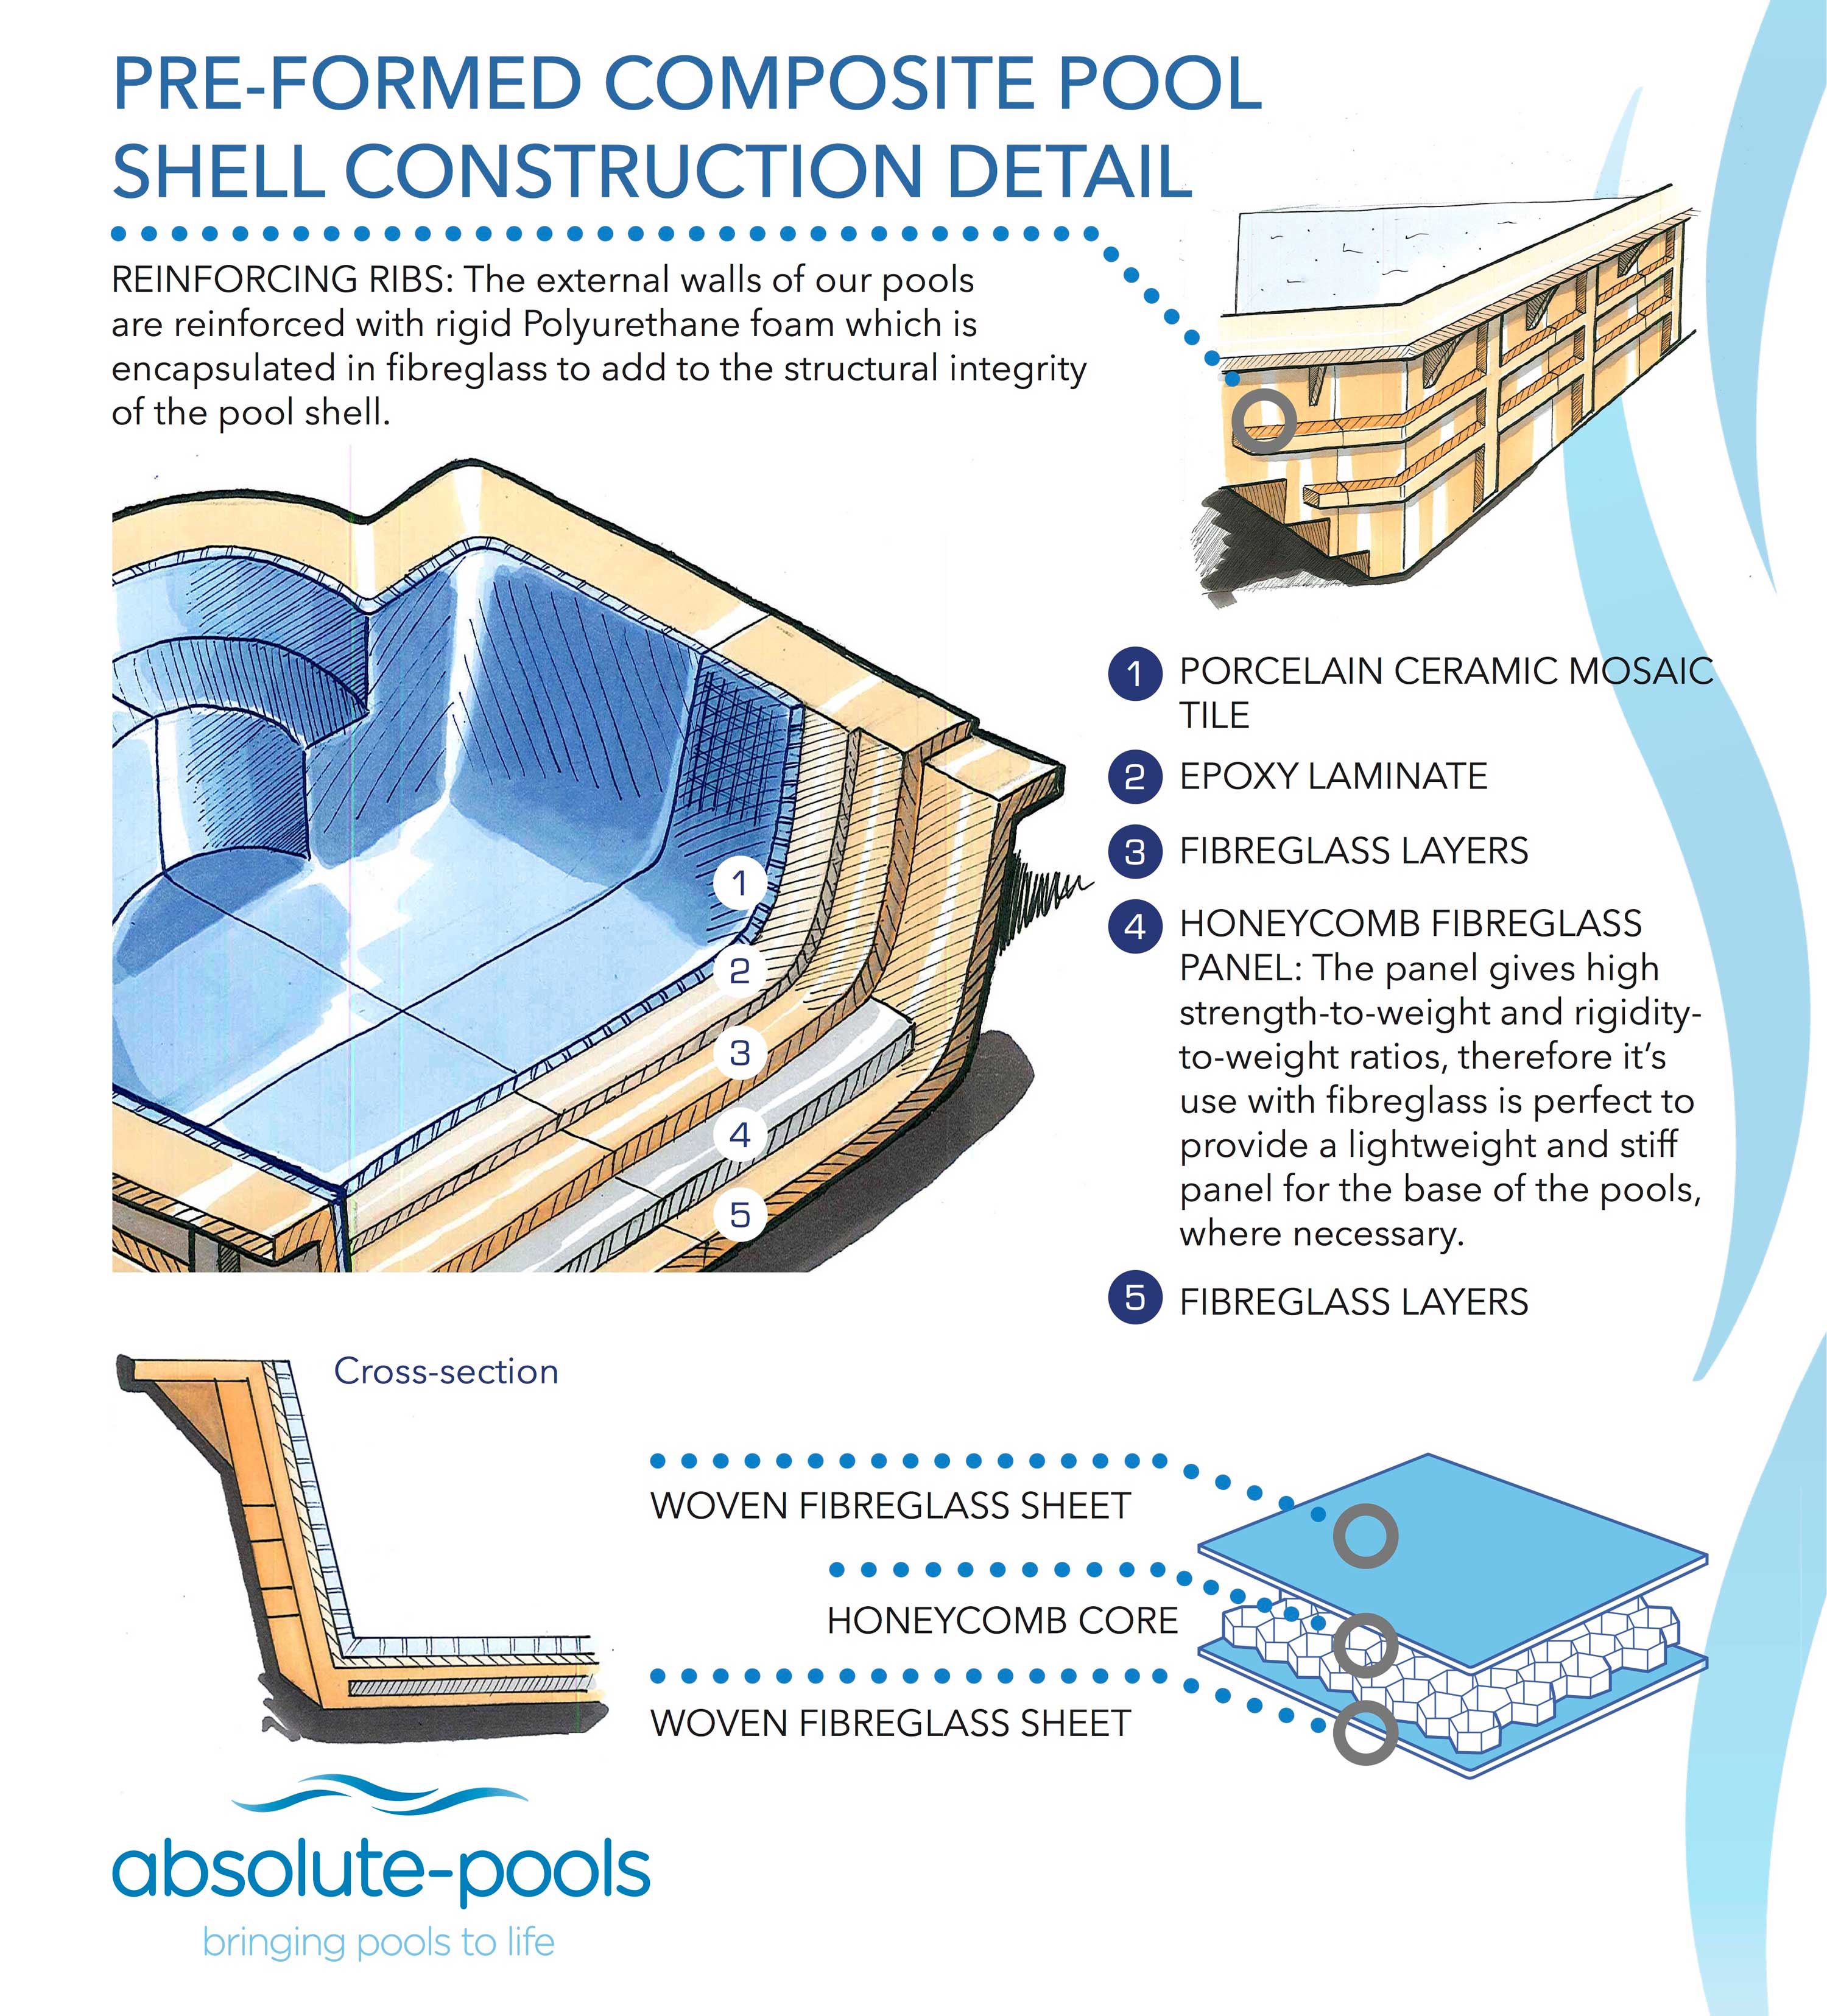 PRE-FORMED COMPOSITE POOL
SHELL CONSTRUCTION DETAIL
REINFORCING RIBS: The external walls of our pools
are reinforced with rigid Polyurethane foam which is
encapsulated in fibreglass to add to the structural integrity
of the pool shell.
1 PORCELAIN CERAMIC MOSAIC
TILE
2 EPOXY LAMINATE
3 FIBREGLASS LAYERS
4 HONEYCOMB FIBREGLASS
PANEL: The panel gives high
strength-to-weight and rigidity-
to-weight ratios, therefore it's
use with fibreglass is perfect to
provide a lightweight and stiff
panel for the base of the pools,
where necessary.
5 FIBREGLASS LAYERS
1
2
3
4
5
Cross-section
WOVEN FIBREGLASS SHEET
HONEYCOMB CORE
WOVEN FIBREGLASS SHEET
absolute-pools
bringing pools to life